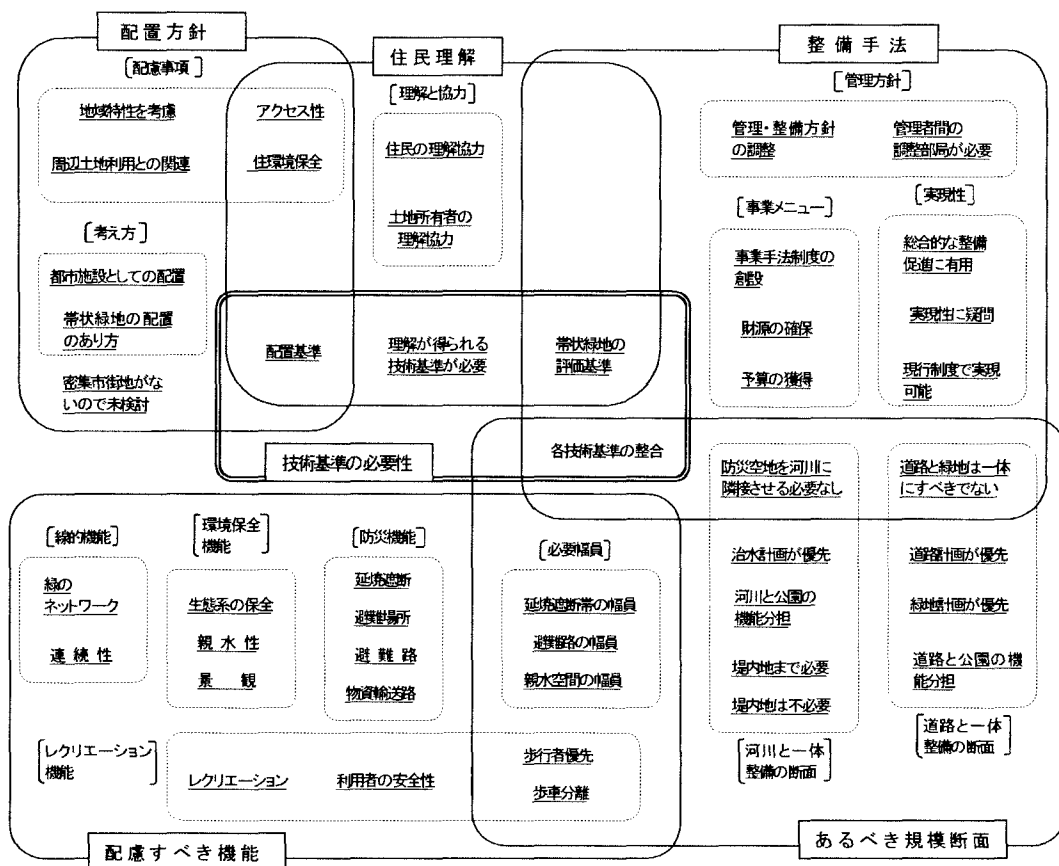 配置方針
[配慮事項]
地域特性を考慮
アクセス性
周辺土地利用との関連
住環境保全
[考え方]
都市施設としての配置
帯状緑地の配置
のあり方
密集市街地がな
いので未検討
住民理解
[理解と協力]
住民の理解協力
土地所有者の
理解協力
配置基準
理解が得られる
技術基準が必要
帯状緑地の
評価基準
技術基準の必要性
各技術基準の整合
整備手法
[管理方針]
管理・整備方針
の調整
管理者間の
調整部局が必要
[事業メニュー]
事業手法制度の
創設
財源の確保
予算の獲得
[実現性]
総合的な整備
促進に有用
実現性に疑問
現行制度で実現
可能
防災空地を河川に
隣接させる必要なし
道路と緑地は一体
にすべきでない
治水計画が優先
河川と公園の
機能分担
堤内地まで必要
堤内地は不必要
[河川と一体
整備の断面]
道路計画が優先
緑地計画が優先
道路と公園の機
能分担
[道路と一体
整備の断面]
あるべき規模断面
[線的機能]
緑の
ネットワーク
連続性
[環境保全
機能]
生態系の保全
親水性
景観
[防災機能]
延焼遮断
避難場所
避難路
物資輸送路
[必要幅員]
延焼遮断帯の幅員
避難路の幅員
親水空間の幅員
[レクリエーション
機能]
レクリエーション
利用者の安全性
歩行者優先
歩車分離
配慮すべき機能